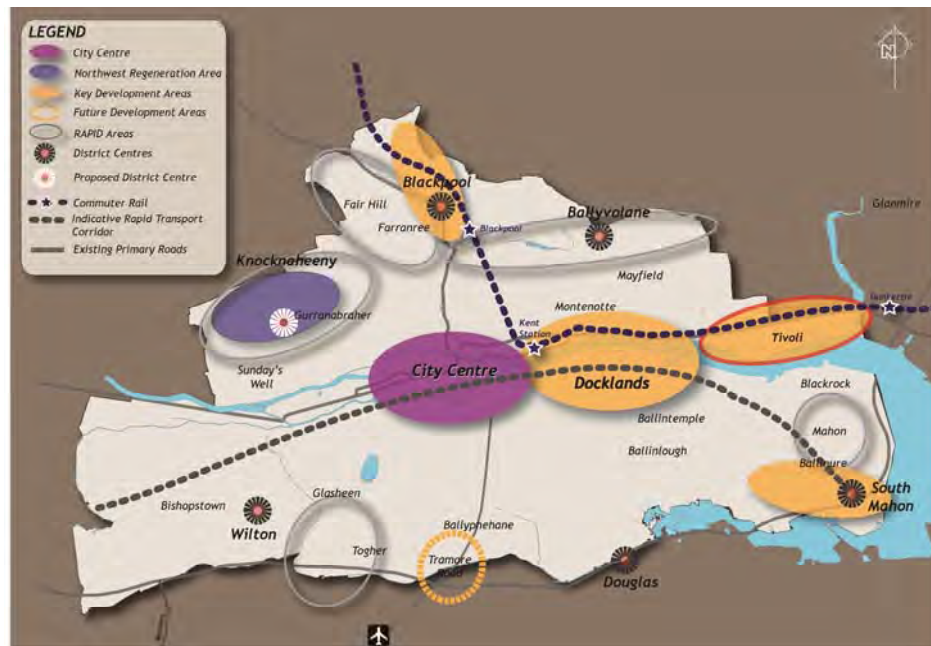 LEGEND
City Centre
Northwest Regeneration Area
Key Development Areas
Future Development Areas
RAPID Areas
District Centres
Proposed District Centre
Commuter Rail
Indicative Rapid Transport
Corridor
Existing Primary Roads
N
Blackpool
Fair Hill
Farranree
Blackpool
Ballyvolane
Glanmire
Mayfield
Knocknaheeny
Gurranabraher
Montenotte
Kent
Station
Tivoli
Sunday's
Well
City Centre
Docklands
Blackrock
Ballintemple
Mahon
Ballinlough
Ballinure
South
Mahon
Glasheen
Bishopstown
Wilton
Ballyphehane
Togher
Tramore
Road
Douglas